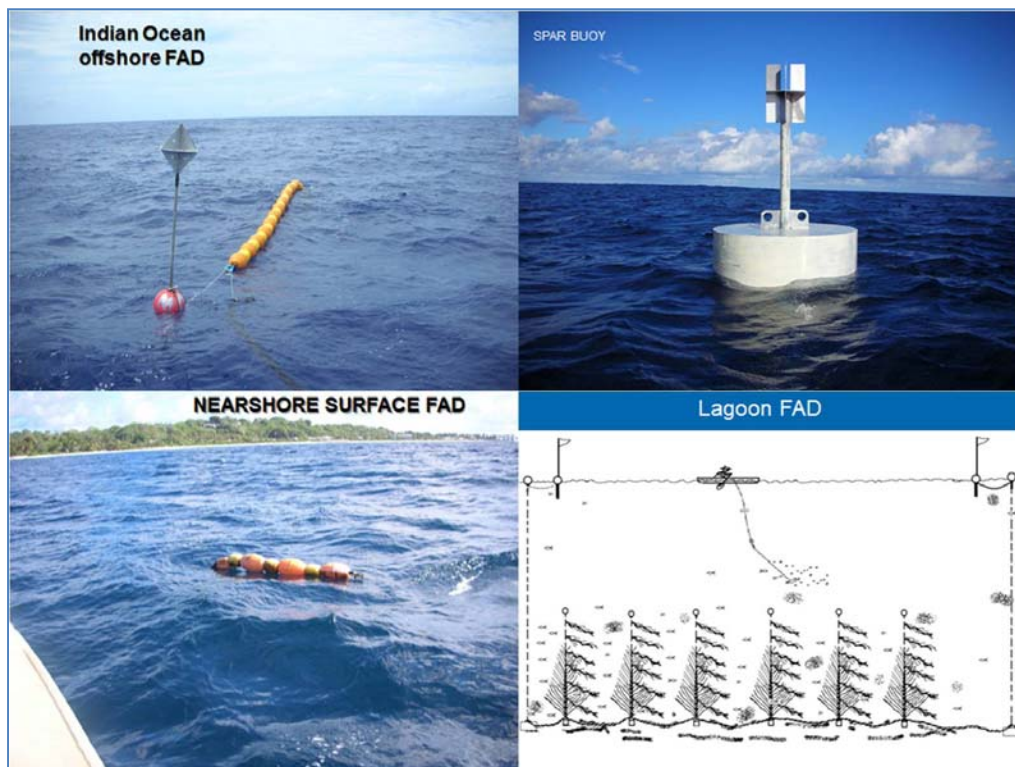 Indian Ocean
offshore FAD
SPAR BUOY
NEARSHORE SURFACE FAD
Lagoon FAD